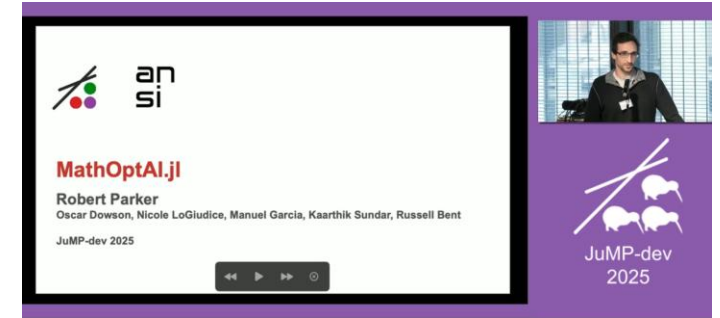 an
si
MathOptAI.jl
Robert Parker
Oscar Dowson, Nicole LoGiudice, Manuel Garcia, Kaarthik Sundar, Russell Bent
JuMP-dev 2025
JuMP-dev
2025